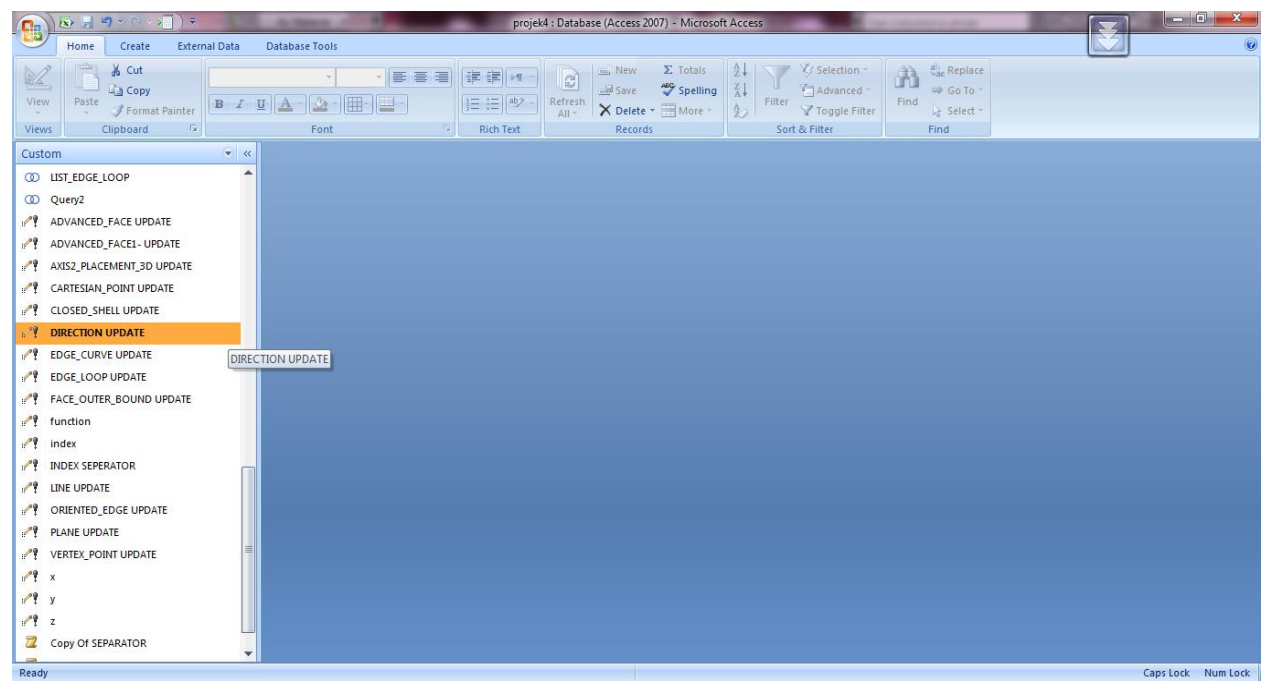 projek4 : Database (Access 2007) - Microsoft Access
Home Create External Data Database Tools
View
Views
Paste
Cut
Copy
Format Painter
Clipboard
B I U A
Font
ab
Rich Text
Refresh All
New
Save
Delete
Σ Totals
ABC Spelling
More
Records
Filter
Selection
Advanced
Toggle Filter
Sort & Filter
Find
Replace
Go To
Select
Find
Custom
LIST_EDGE_LOOP
Query2
ADVANCED_FACE UPDATE
ADVANCED_FACE1- UPDATE
AXIS2_PLACEMENT_3D UPDATE
CARTESIAN_POINT UPDATE
CLOSED_SHELL UPDATE
DIRECTION UPDATE
EDGE_CURVE UPDATE
DIRECTION UPDATE
EDGE_LOOP UPDATE
FACE_OUTER_BOUND UPDATE
function
index
INDEX SEPERATOR
LINE UPDATE
ORIENTED_EDGE UPDATE
PLANE UPDATE
VERTEX_POINT UPDATE
x
y
z
Copy Of SEPARATOR
Ready
Caps Lock Num Lock